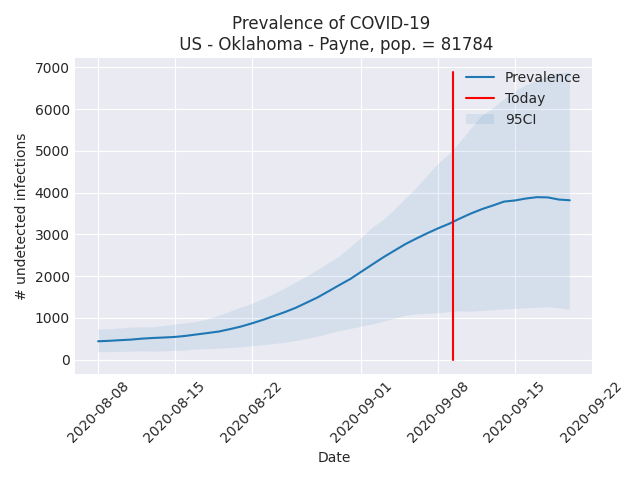 Prevalence of COVID-19
US - Oklahoma - Payne, pop. = 81784
7000
6000
5000
4000
3000
2000
1000
0
# undetected infections
Prevalence
Today
95CI
2020-08-08
2020-08-15
2020-08-22
2020-09-01
2020-09-08
2020-09-15
2020-09-22
Date